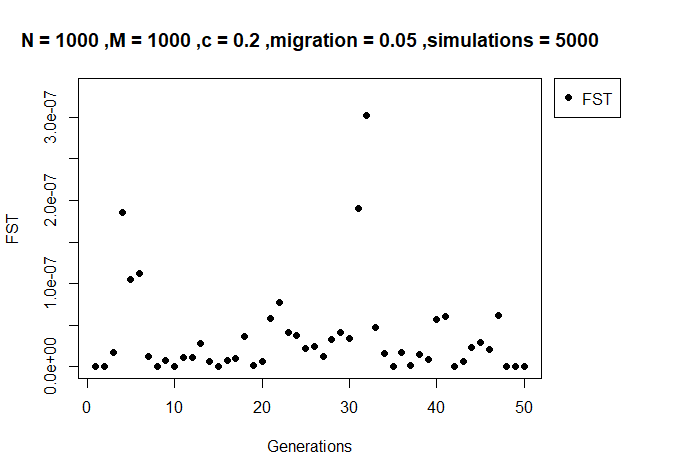 N = 1000 ,M = 1000 ,c = 0.2 ,migration = 0.05 ,simulations = 5000
FST
3.0e-07
2.0e-07
1.0e-07
0.0e+00
FST
0 10 20 30 40 50
Generations